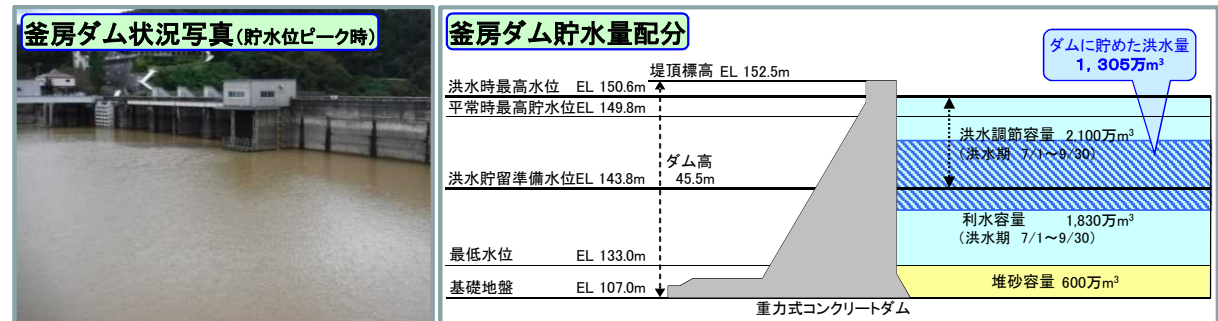 釜房ダム状況写真(貯水位ピーク時)
釜房ダム貯水量配分
ダムに貯めた洪水量
1,305万m³
堤頂標高 EL 152.5m
洪水時最高水位 EL 150.6m
平常時最高貯水位 EL 149.8m
洪水調節容量 2,100万m³
(洪水期 7/1～9/30)
ダム高
45.5m
洪水貯留準備水位EL 143.8m
利水容量 1,830万m³
(洪水期 7/1～9/30)
最低水位 EL 133.0m
堆砂容量 600万m³
基礎地盤 EL 107.0m
重力式コンクリートダム